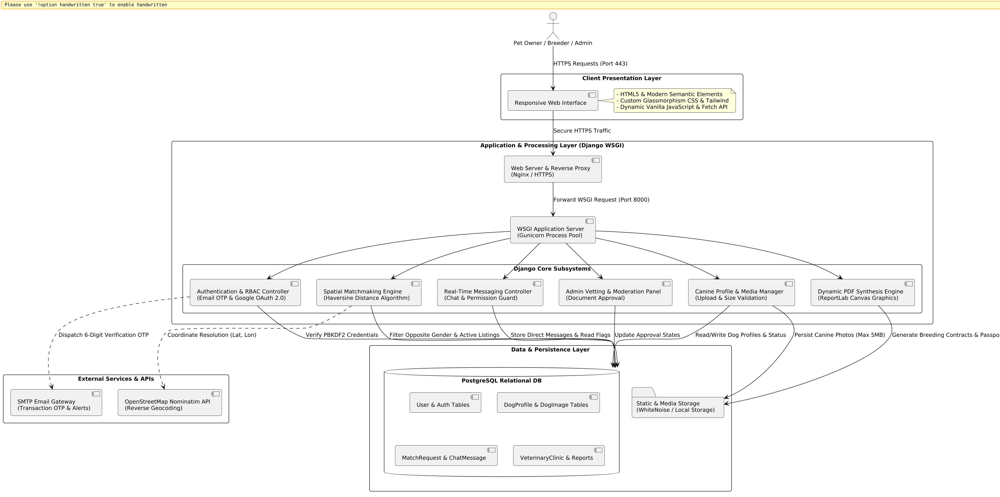 Please use '!option handwritten true' to enable handwritten
Pet Owner / Breeder / Admin
HTTPS Requests (Port 443)
Client Presentation Layer
Responsive Web Interface
- HTML5 & Modern Semantic Elements
- Custom Glassmorphism CSS & Tailwind
- Dynamic Vanilla JavaScript & Fetch API
Secure HTTPS Traffic
Application & Processing Layer (Django WSGI)
Web Server & Reverse Proxy
(Nginx / HTTPS)
Forward WSGI Request (Port 8000)
WSGI Application Server
(Gunicorn Process Pool)
Django Core Subsystems
Authentication & RBAC Controller
(Email OTP & Google OAuth 2.0)
Spatial Matchmaking Engine
(Haversine Distance Algorithm)
Real-Time Messaging Controller
(Chat & Permission Guard)
Admin Vetting & Moderation Panel
(Document Approval)
Canine Profile & Media Manager
(Upload & Size Validation)
Dynamic PDF Synthesis Engine
(ReportLab Canvas Graphics)
Dispatch 6-Digit Verification OTP
Coordinate Resolution (Lat, Lon)
Verify PBKDF2 Credentials
Filter Opposite Gender & Active Listings
Store Direct Messages & Read Flags
Update Approval States
Read/Write Dog Profiles & Status
Persist Canine Photos (Max 5MB)
Generate Breeding Contracts & Passpo
External Services & APIs
SMTP Email Gateway
(Transaction OTP & Alerts)
OpenStreetMap Nominatim API
(Reverse Geocoding)
Data & Persistence Layer
PostgreSQL Relational DB
User & Auth Tables
DogProfile & DogImage Tables
MatchRequest & ChatMessage
VeterinaryClinic & Reports
Static & Media Storage
(WhiteNoise / Local Storage)